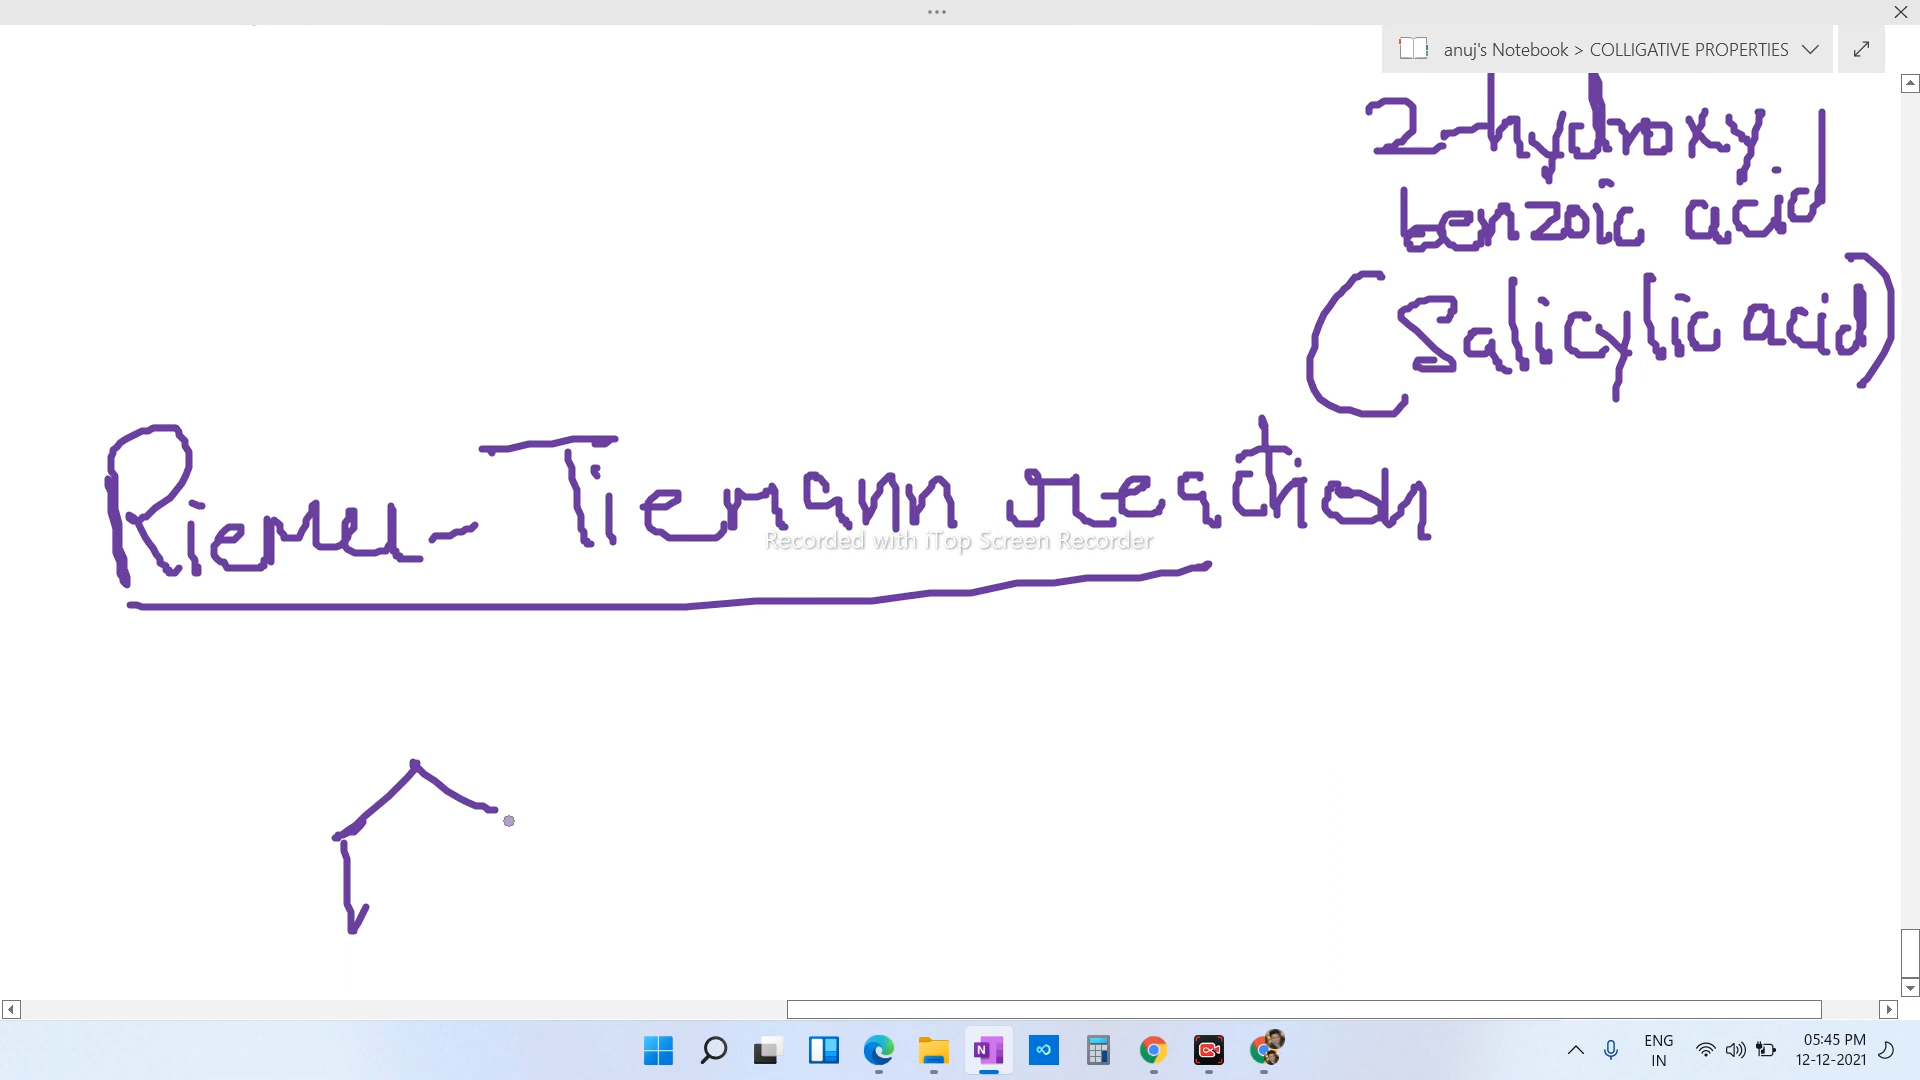 anuj's Notebook > COLLIGATIVE PROPERTIES
2-hydroxy
benzoic acid
(Salicylic acid)
Riemer-Tiemann reaction
Recorded with iTop Screen Recorder
ENG
IN
05:45 PM
12-12-2021